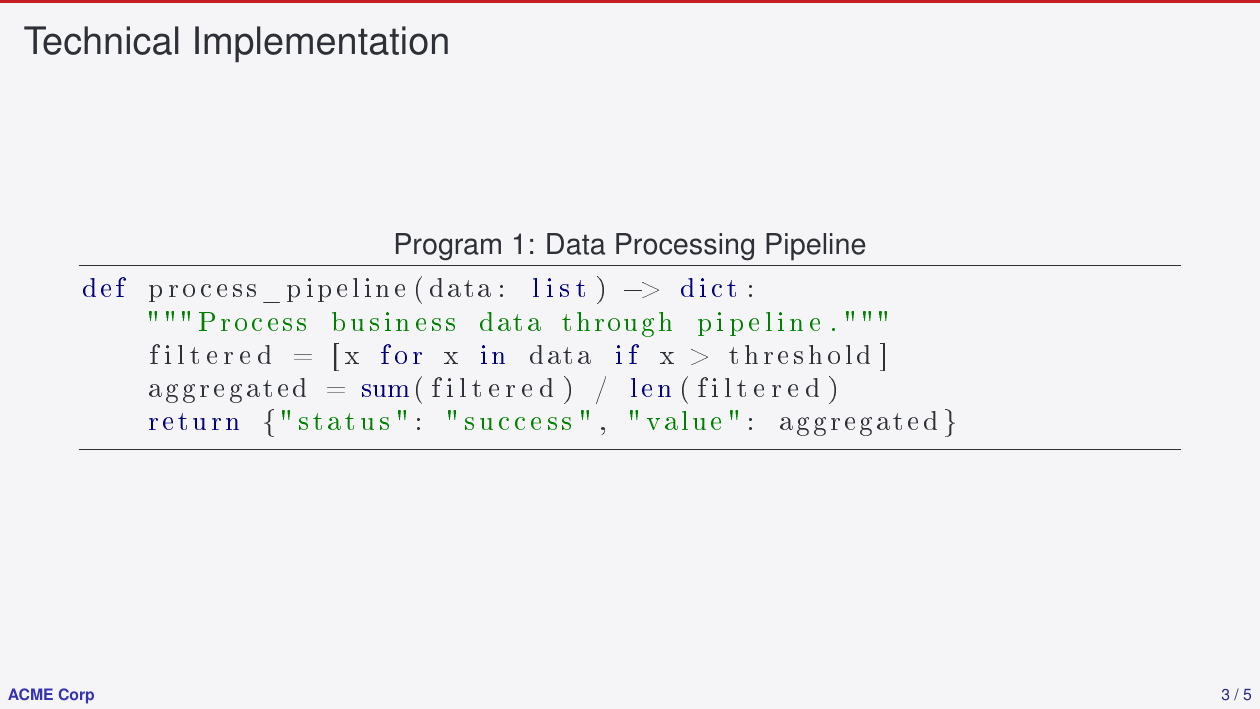 Technical Implementation
Program 1: Data Processing Pipeline
def process_pipeline(data: list) -> dict:
    """Process business data through pipeline."""
    filtered = [x for x in data if x > threshold]
    aggregated = sum(filtered) / len(filtered)
    return {"status": "success", "value": aggregated}
ACME Corp
3 / 5